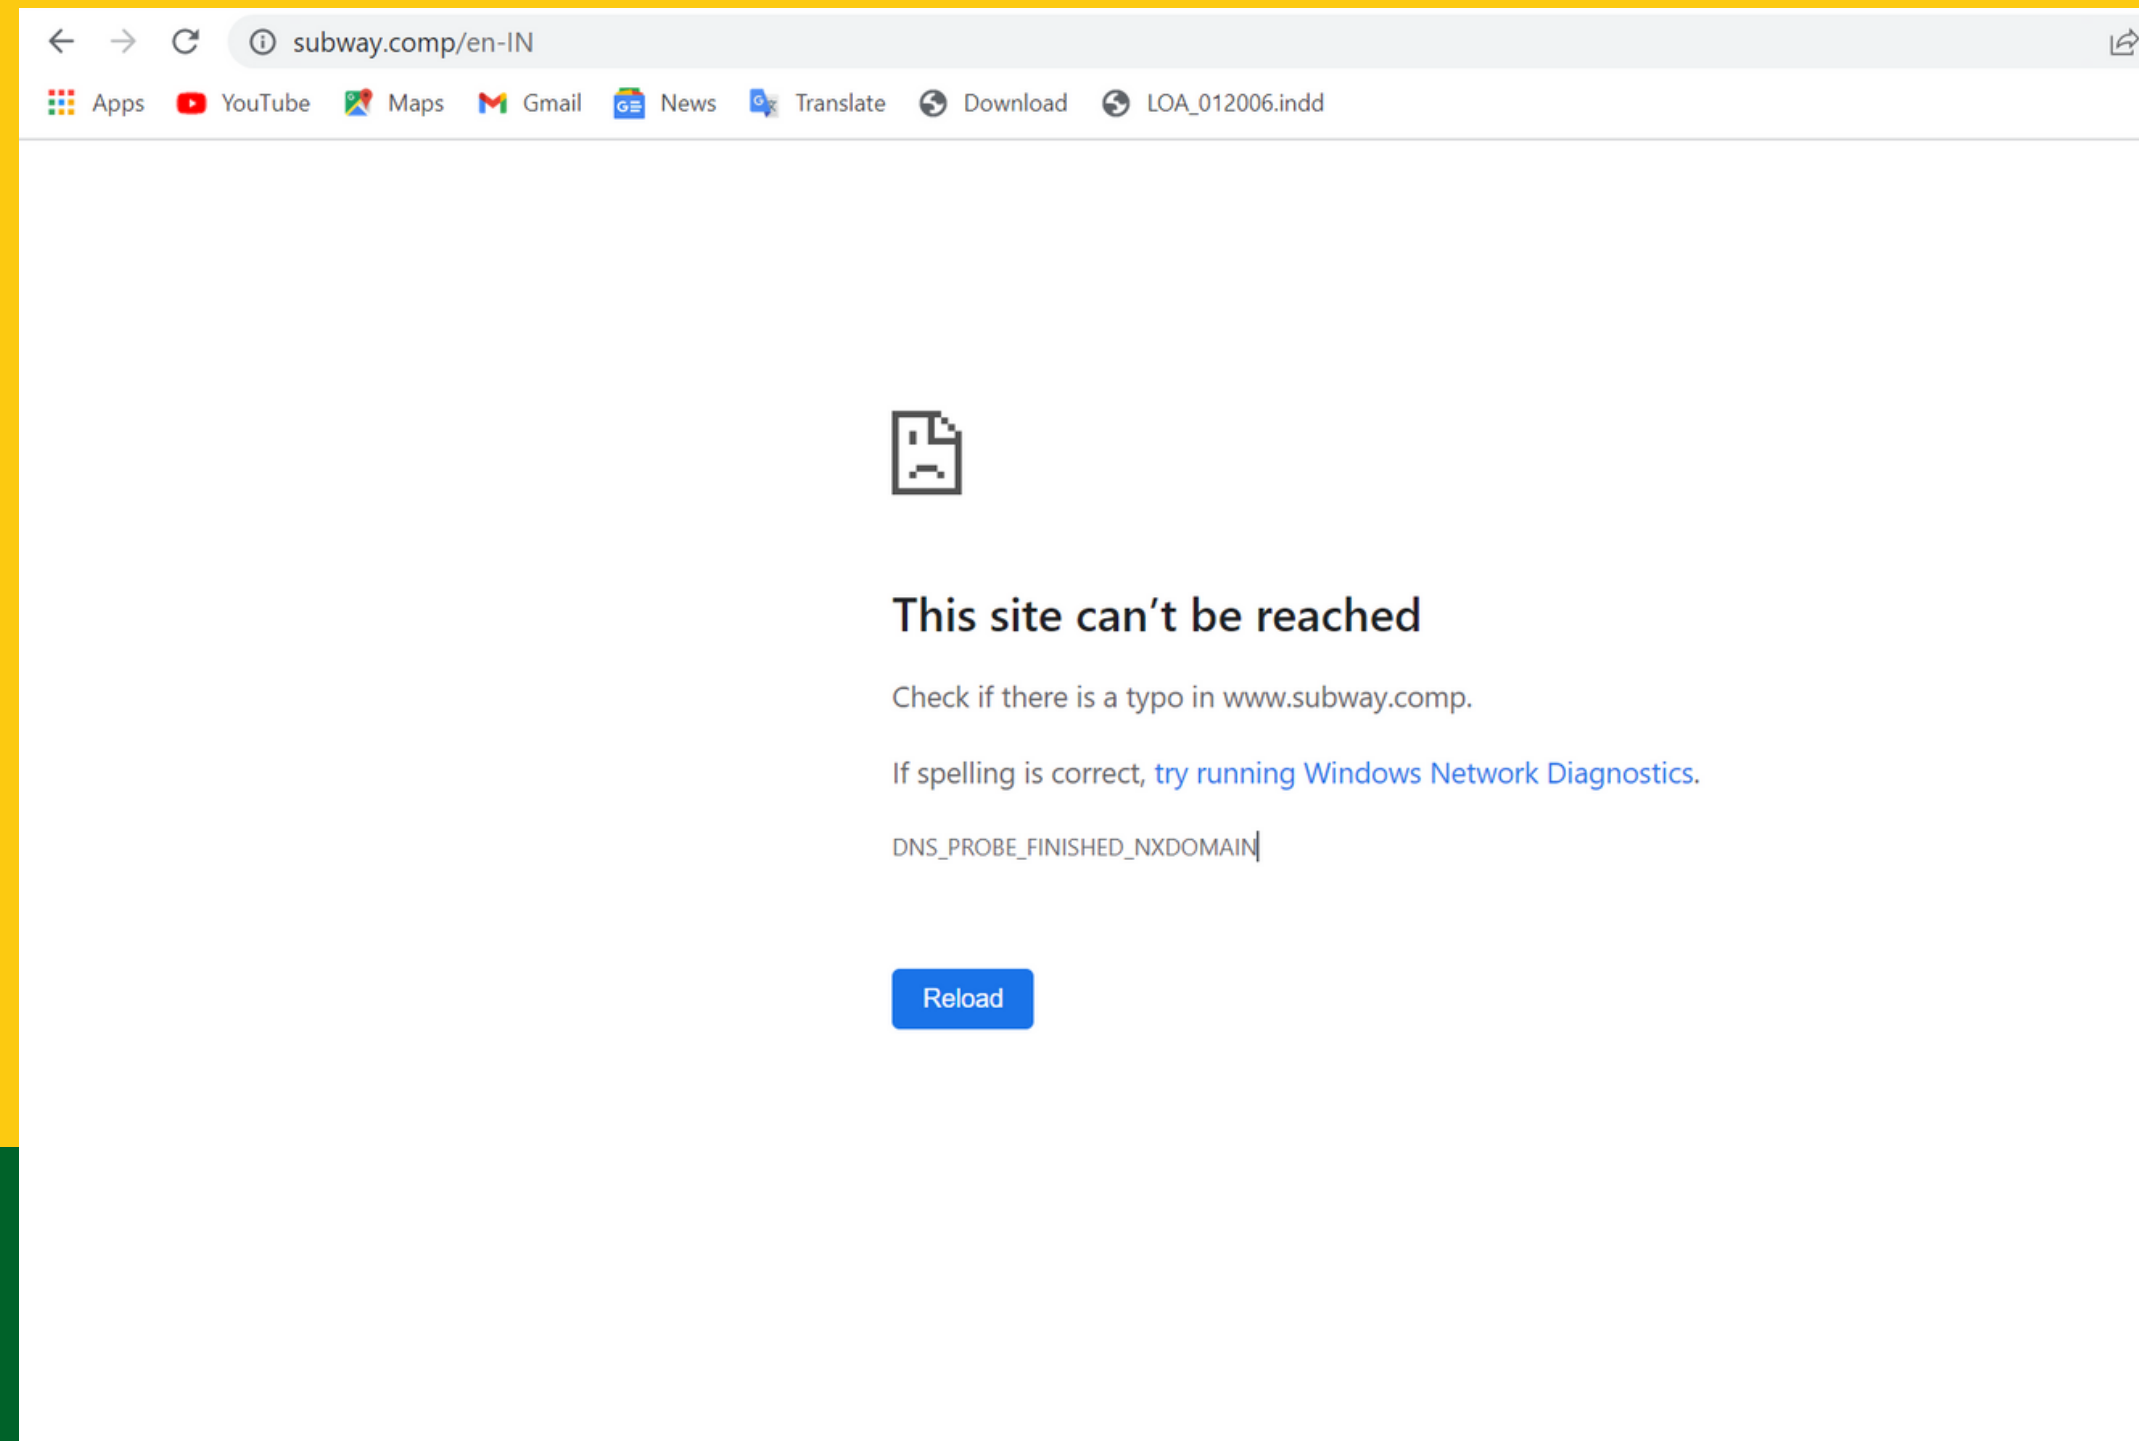 subway.comp/en-IN
Apps YouTube Maps Gmail GE News Translate Download LOA_012006.indd
This site can’t be reached
Check if there is a typo in www.subway.comp.
If spelling is correct, try running Windows Network Diagnostics.
DNS_PROBE_FINISHED_NXDOMAIN
Reload